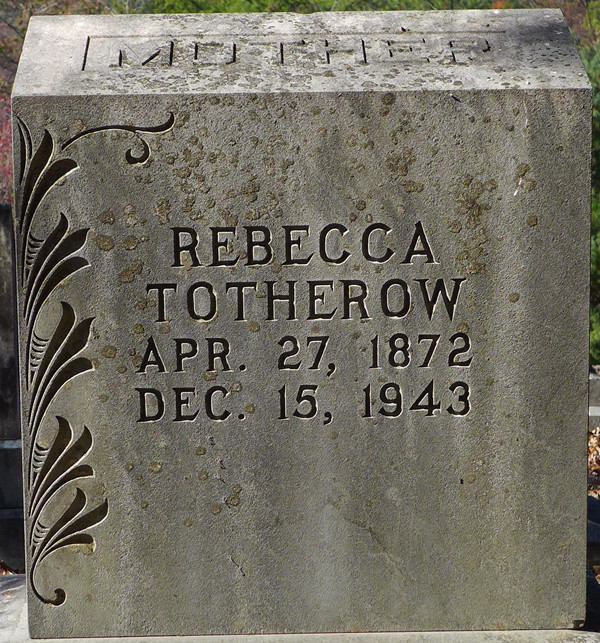 MOTHER
REBECCA
TOTHEROW
APR. 27, 1872
DEC. 15, 1943